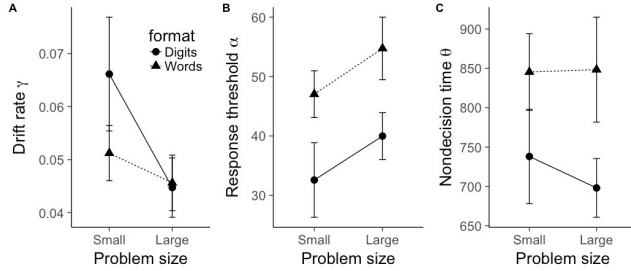 A
Drift rate γ
0.07
0.06
0.05
0.04
format
Digits
Words
Small
Large
Problem size
B
Response threshold α
60
50
40
30
Small
Large
Problem size
C
Nondecision time θ
900
850
800
750
700
650
Small
Large
Problem size